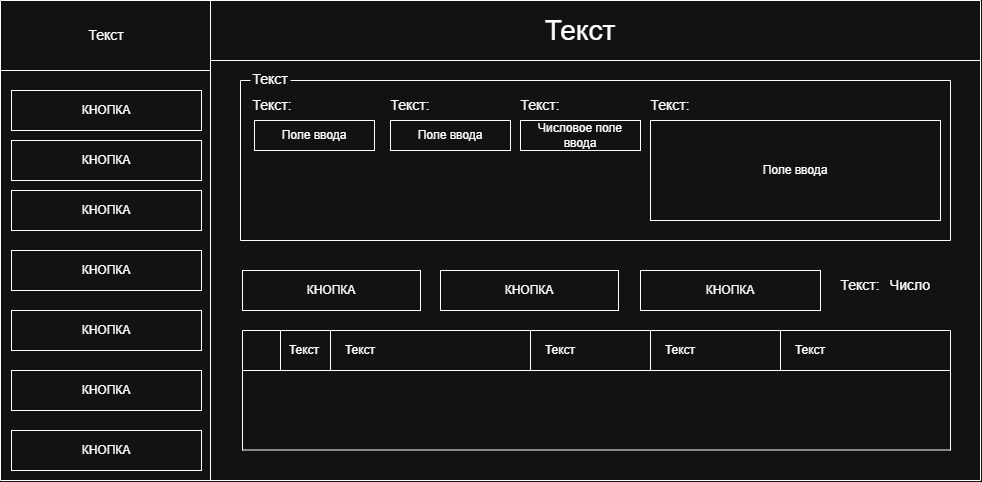 Текст
КНОПКА
КНОПКА
КНОПКА
КНОПКА
КНОПКА
КНОПКА
КНОПКА
Текст
Текст
Текст: Текст: Текст: Текст:
Поле ввода
Поле ввода
Числовое поле
ввода
Поле ввода
КНОПКА КНОПКА КНОПКА Текст: Число
Текст Текст Текст Текст Текст